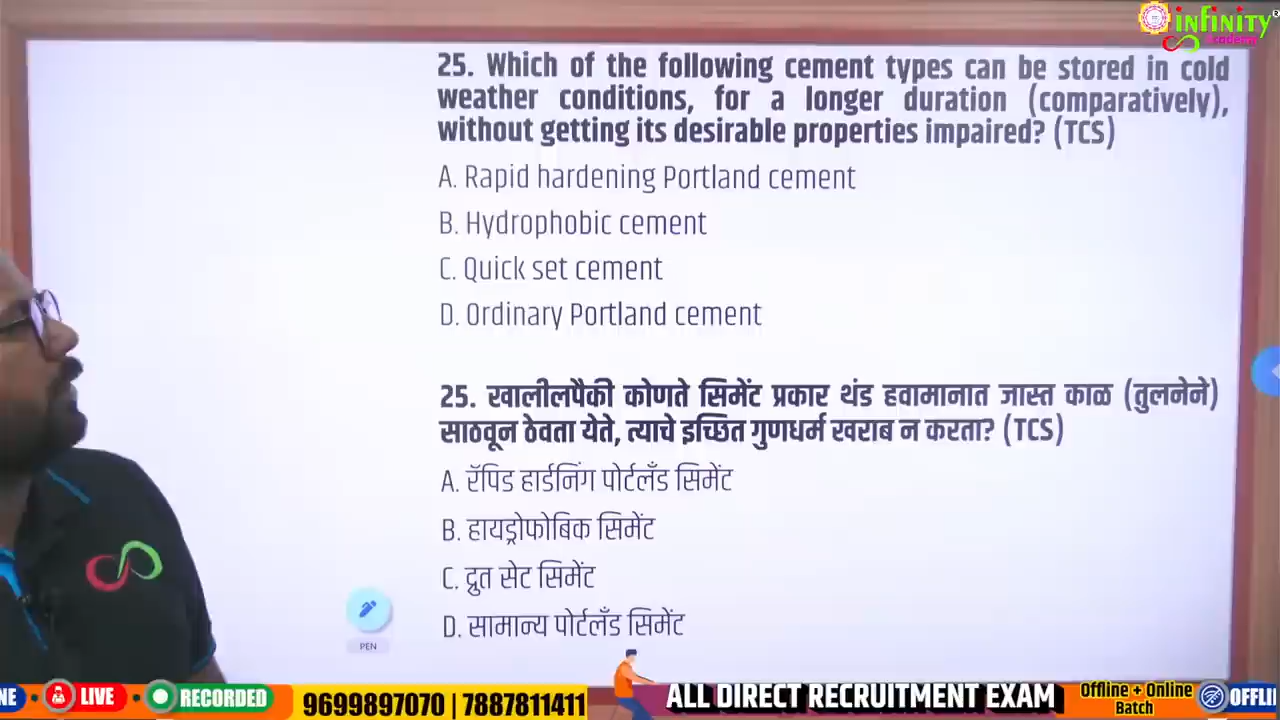 infinity
cademy
25. Which of the following cement types can be stored in cold
weather conditions, for a longer duration (comparatively),
without getting its desirable properties impaired? (TCS)
A. Rapid hardening Portland cement
B. Hydrophobic cement
C. Quick set cement
D. Ordinary Portland cement
25. खालीलपैकी कोणते सिमेंट प्रकार थंड हवामानात जास्त काळ (तुलनेने)
साठवून ठेवता येते, त्याचे इच्छित गुणधर्म खराब न करता? (TCS)
A. रॅपिड हार्डनिंग पोर्टलँड सिमेंट
B. हायड्रोफोबिक सिमेंट
C. द्रुत सेट सिमेंट
D. सामान्य पोर्टलँड सिमेंट
PEN
NE • LIVE • RECORDED 9699897070 | 7887811411 ALL DIRECT RECRUITMENT EXAM Offline + Online Batch OFFLI